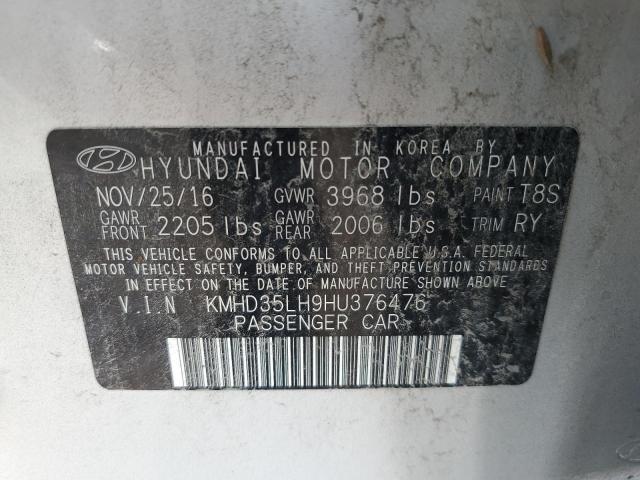 MANUFACTURED IN KOREA BY
HYUNDAI MOTOR COMPANY
NOV/25/16 GVWR 3968 lbs PAINT T8S
GAWR FRONT 2205 lbs GAWR REAR 2006 lbs TRIM RY
THIS VEHICLE CONFORMS TO ALL APPLICABLE U.S.A. FEDERAL
MOTOR VEHICLE SAFETY, BUMPER, AND THEFT PREVENTION STANDARDS
IN EFFECT ON THE DATE OF MANUFACTURE SHOWN ABOVE
V.I.N KMHD35LH9HU376476
PASSENGER CAR